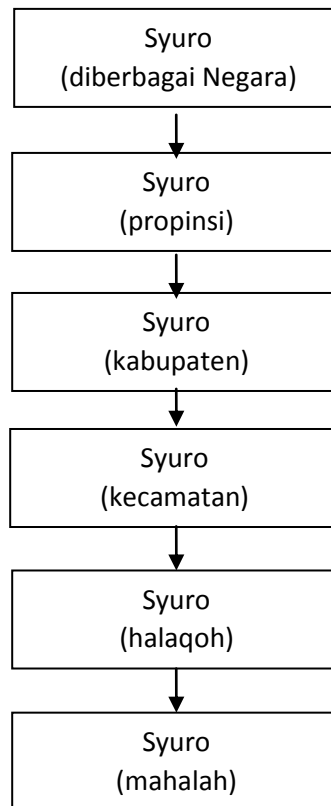 Syuro
(diberbagai Negara)
Syuro
(propinsi)
Syuro
(kabupaten)
Syuro
(kecamatan)
Syuro
(halaqoh)
Syuro
(mahalah)